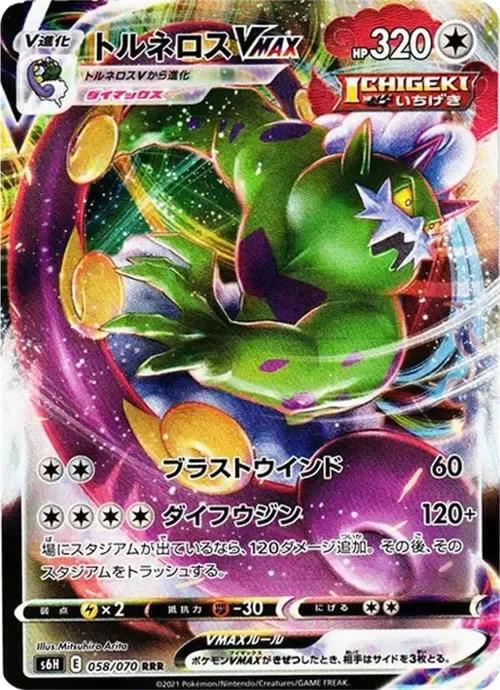 V進化
トルネロスVMAX
HP320
トルネロスVから進化
ダイマックス
ICHIGEKI
いちげき
ブラストウインド 60
ダイフウジン 120+
場にスタジアムが出ているなら、120ダメージ追加。その後、その
スタジアムをトラッシュする。
弱点 ×2 抵抗力 -30 にげる
Illus.Mitsuhiro Arita
VMAXルール
s6H E 058/070 RRR
ポケモンVMAXがきぜつしたとき、相手はサイドを3枚とる。
©2021 Pokémon/Nintendo/Creatures/GAME FREAK.